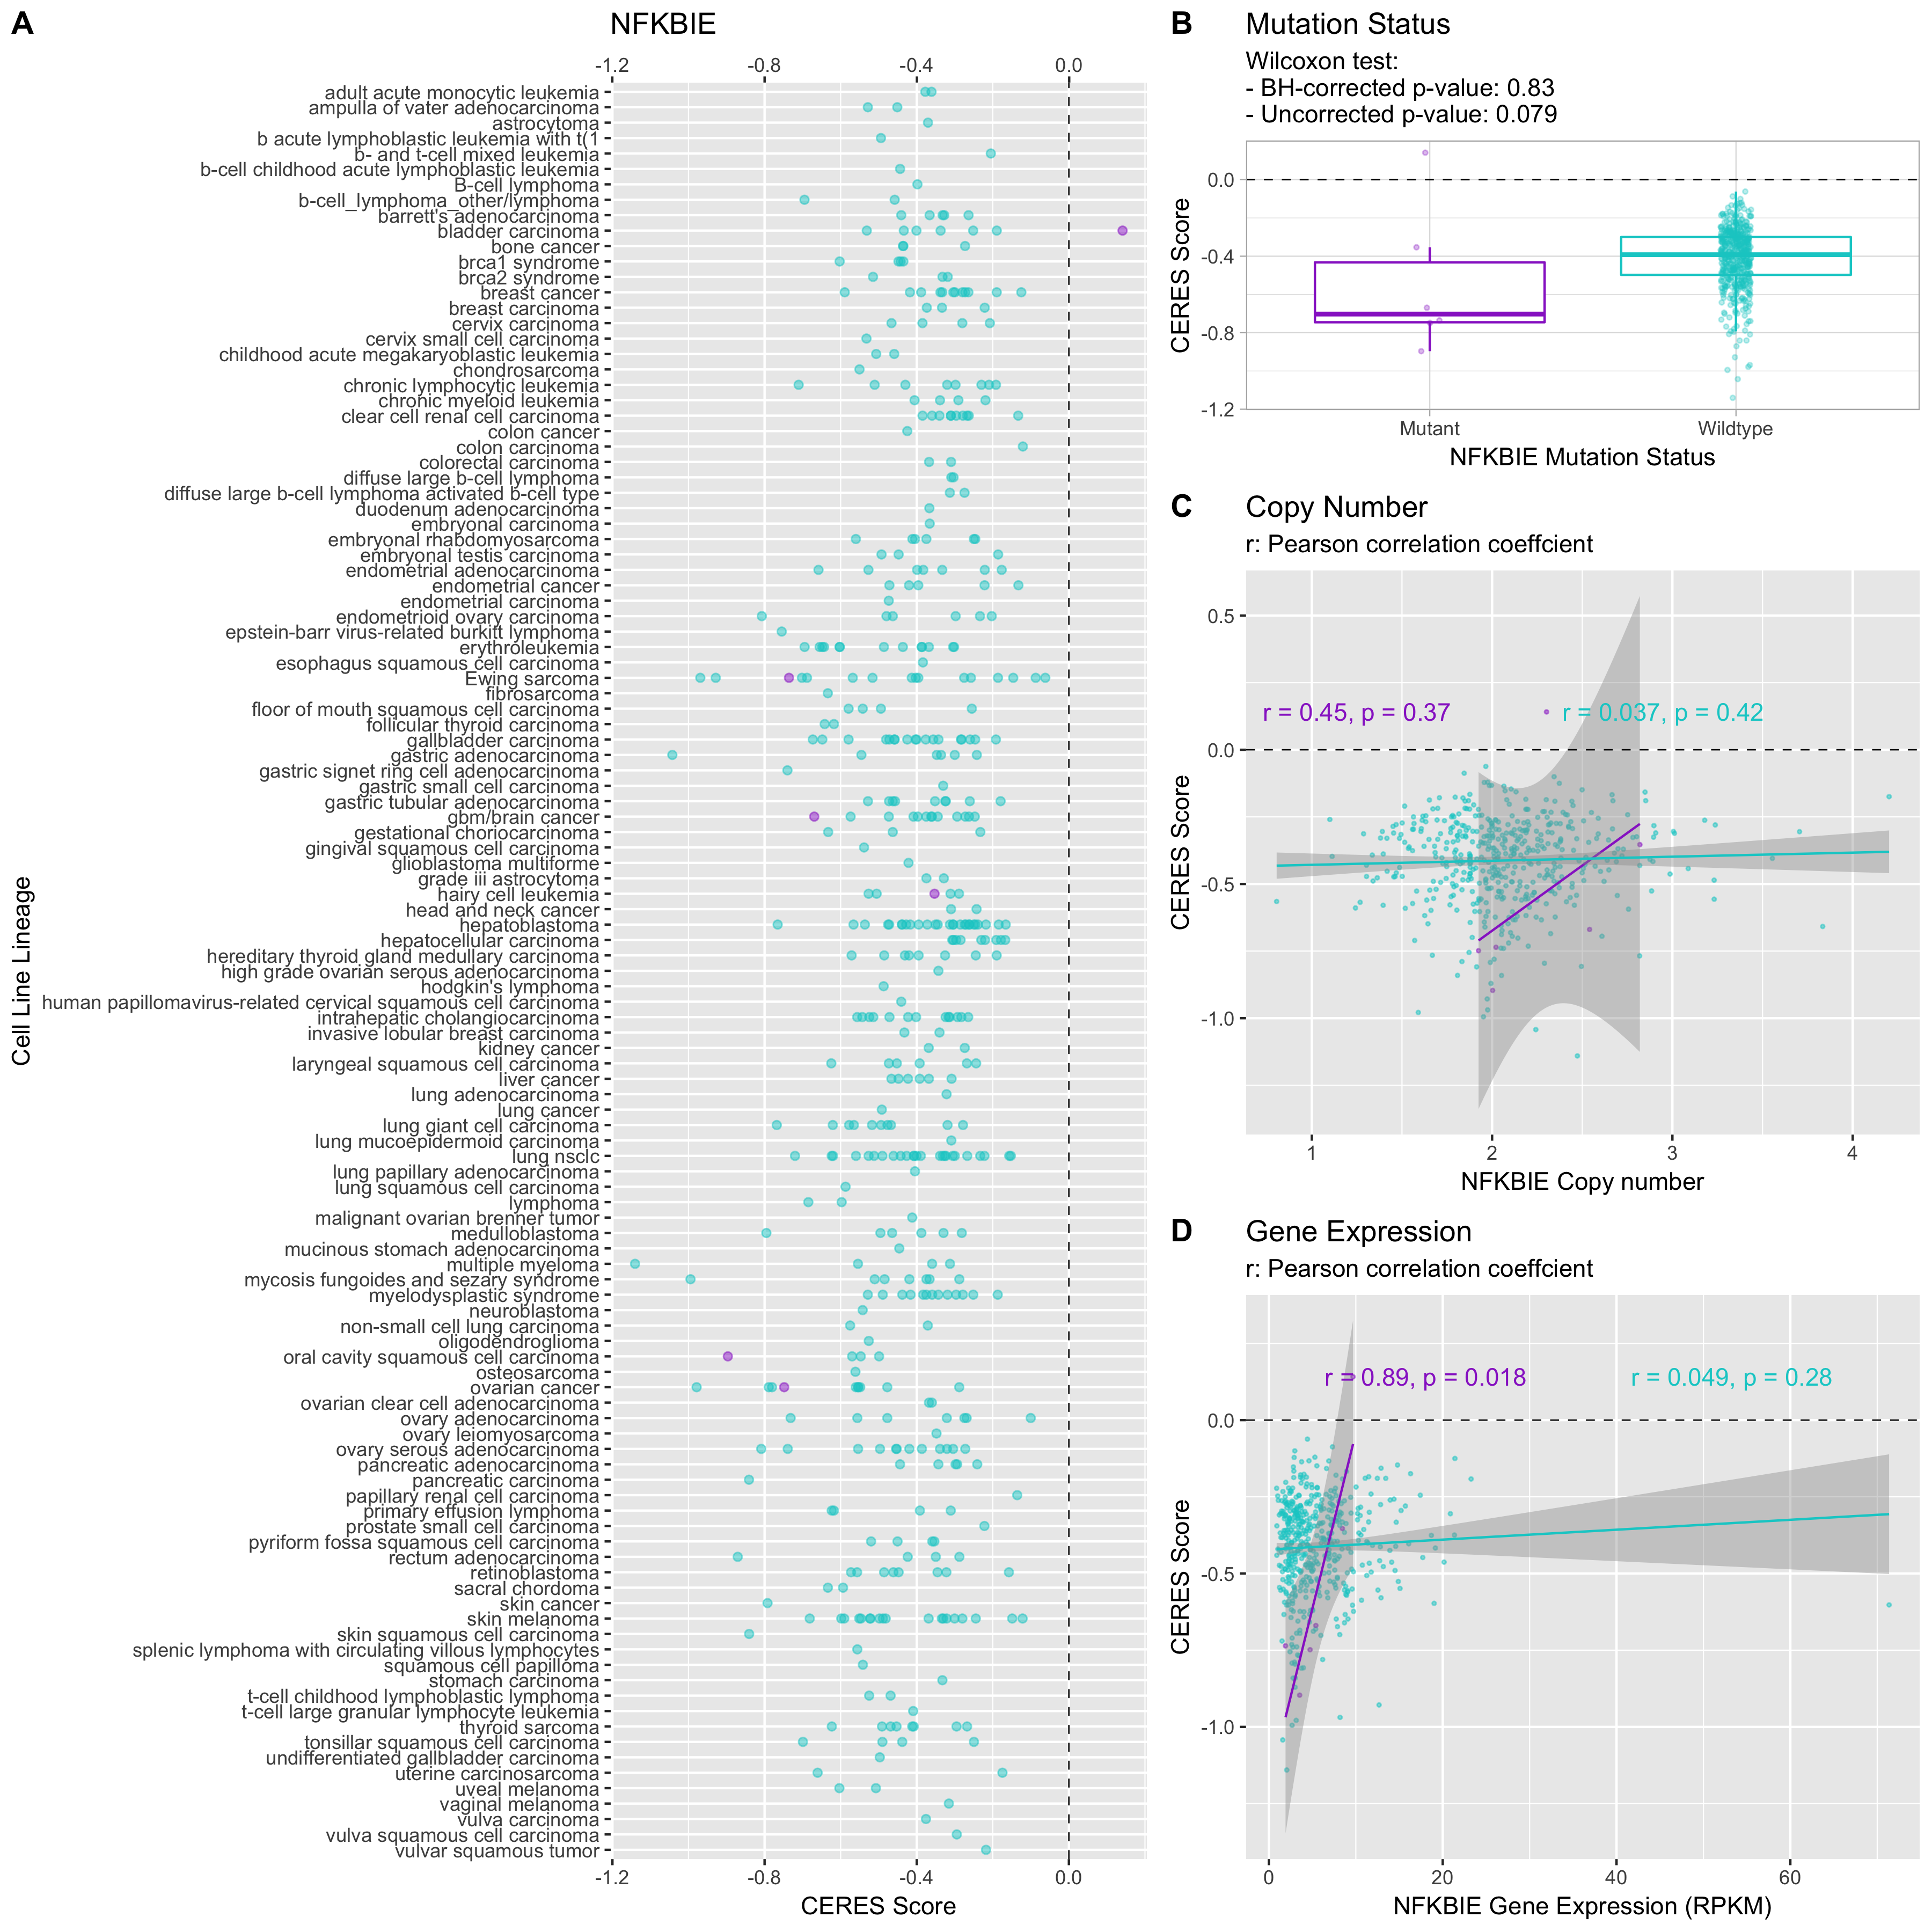 A
NFKBIE
-1.2 -0.8 -0.4 0.0
adult acute monocytic leukemia
ampulla of vater adenocarcinoma
astrocytoma
b acute lymphoblastic leukemia with t(1
b- and t-cell mixed leukemia
b-cell childhood acute lymphoblastic leukemia
B-cell lymphoma
b-cell_lymphoma_other/lymphoma
barrett's adenocarcinoma
bladder carcinoma
bone cancer
brca1 syndrome
brca2 syndrome
breast cancer
breast carcinoma
cervix carcinoma
cervix small cell carcinoma
childhood acute megakaryoblastic leukemia
chondrosarcoma
chronic lymphocytic leukemia
chronic myeloid leukemia
clear cell renal cell carcinoma
colon cancer
colon carcinoma
colorectal carcinoma
diffuse large b-cell lymphoma
diffuse large b-cell lymphoma activated b-cell type
duodenum adenocarcinoma
embryonal carcinoma
embryonal rhabdomyosarcoma
embryonal testis carcinoma
endometrial adenocarcinoma
endometrial cancer
endometrial carcinoma
endometrioid ovary carcinoma
epstein-barr virus-related burkitt lymphoma
erythroleukemia
esophagus squamous cell carcinoma
Ewing sarcoma
fibrosarcoma
floor of mouth squamous cell carcinoma
follicular thyroid carcinoma
gallbladder carcinoma
gastric adenocarcinoma
gastric signet ring cell adenocarcinoma
gastric small cell carcinoma
gastric tubular adenocarcinoma
gbm/brain cancer
gestational choriocarcinoma
gingival squamous cell carcinoma
glioblastoma multiforme
grade iii astrocytoma
hairy cell leukemia
head and neck cancer
hepatoblastoma
hepatocellular carcinoma
hereditary thyroid gland medullary carcinoma
high grade ovarian serous adenocarcinoma
hodgkin's lymphoma
human papillomavirus-related cervical squamous cell carcinoma
intrahepatic cholangiocarcinoma
invasive lobular breast carcinoma
kidney cancer
laryngeal squamous cell carcinoma
liver cancer
lung adenocarcinoma
lung cancer
lung giant cell carcinoma
lung mucoepidermoid carcinoma
lung nsclc
lung papillary adenocarcinoma
lung squamous cell carcinoma
lymphoma
malignant ovarian brenner tumor
medulloblastoma
mucinous stomach adenocarcinoma
multiple myeloma
mycosis fungoides and sezary syndrome
myelodysplastic syndrome
neuroblastoma
non-small cell lung carcinoma
oligodendroglioma
oral cavity squamous cell carcinoma
osteosarcoma
ovarian cancer
ovarian clear cell adenocarcinoma
ovary adenocarcinoma
ovary leiomyosarcoma
ovary serous adenocarcinoma
pancreatic adenocarcinoma
pancreatic carcinoma
papillary renal cell carcinoma
primary effusion lymphoma
prostate small cell carcinoma
pyriform fossa squamous cell carcinoma
rectum adenocarcinoma
retinoblastoma
sacral chordoma
skin cancer
skin melanoma
skin squamous cell carcinoma
splenic lymphoma with circulating villous lymphocytes
squamous cell papilloma
stomach carcinoma
t-cell childhood lymphoblastic lymphoma
t-cell large granular lymphocyte leukemia
thyroid sarcoma
tonsillar squamous cell carcinoma
undifferentiated gallbladder carcinoma
uterine carcinosarcoma
uveal melanoma
vaginal melanoma
vulva carcinoma
vulva squamous cell carcinoma
vulvar squamous tumor
-1.2 -0.8 -0.4 0.0
CERES Score
Cell Line Lineage
B
Mutation Status
Wilcoxon test:
- BH-corrected p-value: 0.83
- Uncorrected p-value: 0.079
0.0
-0.4
-0.8
-1.2
CERES Score
Mutant Wildtype
NFKBIE Mutation Status
C
Copy Number
r: Pearson correlation coeffcient
0.5
0.0
-0.5
-1.0
CERES Score
r = 0.45, p = 0.37
r = 0.037, p = 0.42
1 2 3 4
NFKBIE Copy number
D
Gene Expression
r: Pearson correlation coeffcient
0.0
-0.5
-1.0
CERES Score
r = 0.89, p = 0.018
r = 0.049, p = 0.28
0 20 40 60
NFKBIE Gene Expression (RPKM)